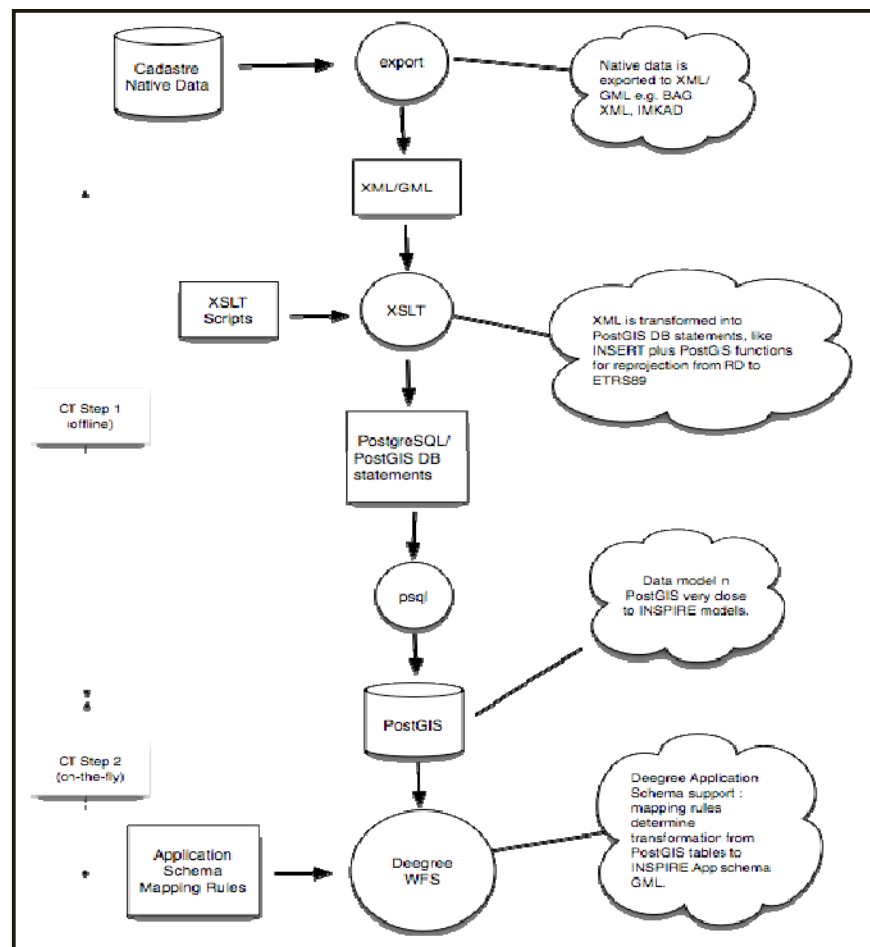 Cadastre
Native Data
export
Native data is
exported to XML/
GML e.g. BAG
XML, IMKAD
XML/GML
XSLT
Scripts
XSLT
XML is transformed into
PostGIS DB statements, like
INSERT plus PostGIS functions
for reprojection from RD to
ETRS89
CT Step 1
(offline)
PostgreSQL/
PostGIS DB
statements
psql
Data model n
PostGIS very close
to INSPIRE models.
PostGIS
CT Step 2
(on-the-fly)
Deegree Application
Schema support :
mapping rules
determine
transformation from
PostGIS tables to
INSPIRE App schema
GML.
Application
Schema
Mapping Rules
Deegree
WFS